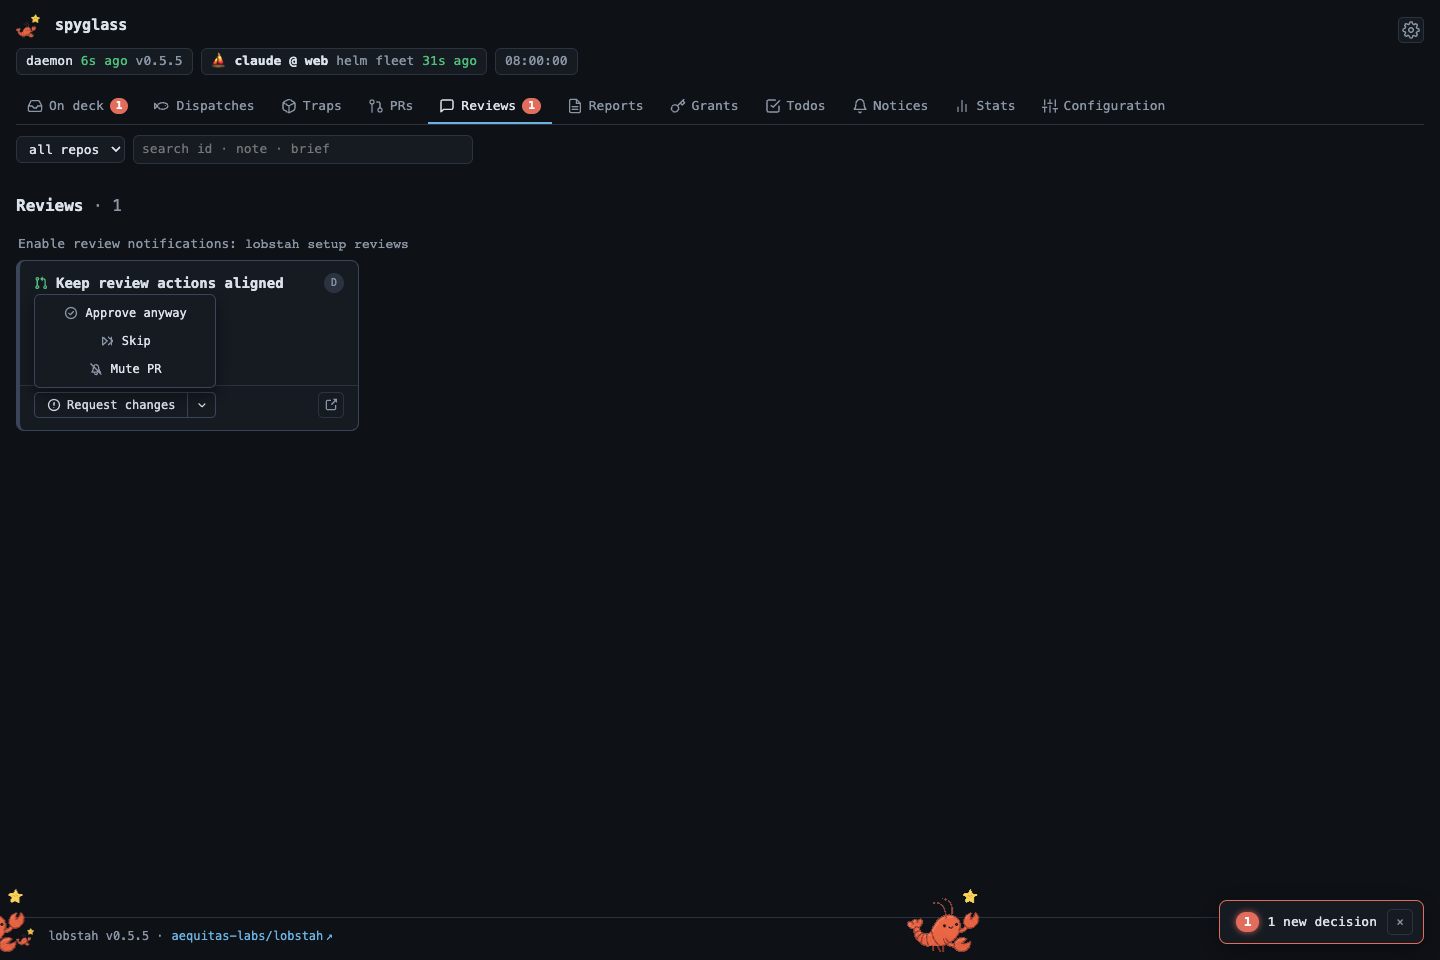 spyglass
daemon 6s ago v0.5.5
claude @ web helm fleet 31s ago
08:00:00
On deck 1
Dispatches
Traps
PRs
Reviews 1
Reports
Grants
Todos
Notices
Stats
Configuration
all repos
search id · note · brief
Reviews · 1
Enable review notifications: lobstah setup reviews
Keep review actions aligned
D
Approve anyway
Skip
Mute PR
Request changes
lobstah v0.5.5 · aequitas-labs/lobstah↗
1 1 new decision ×